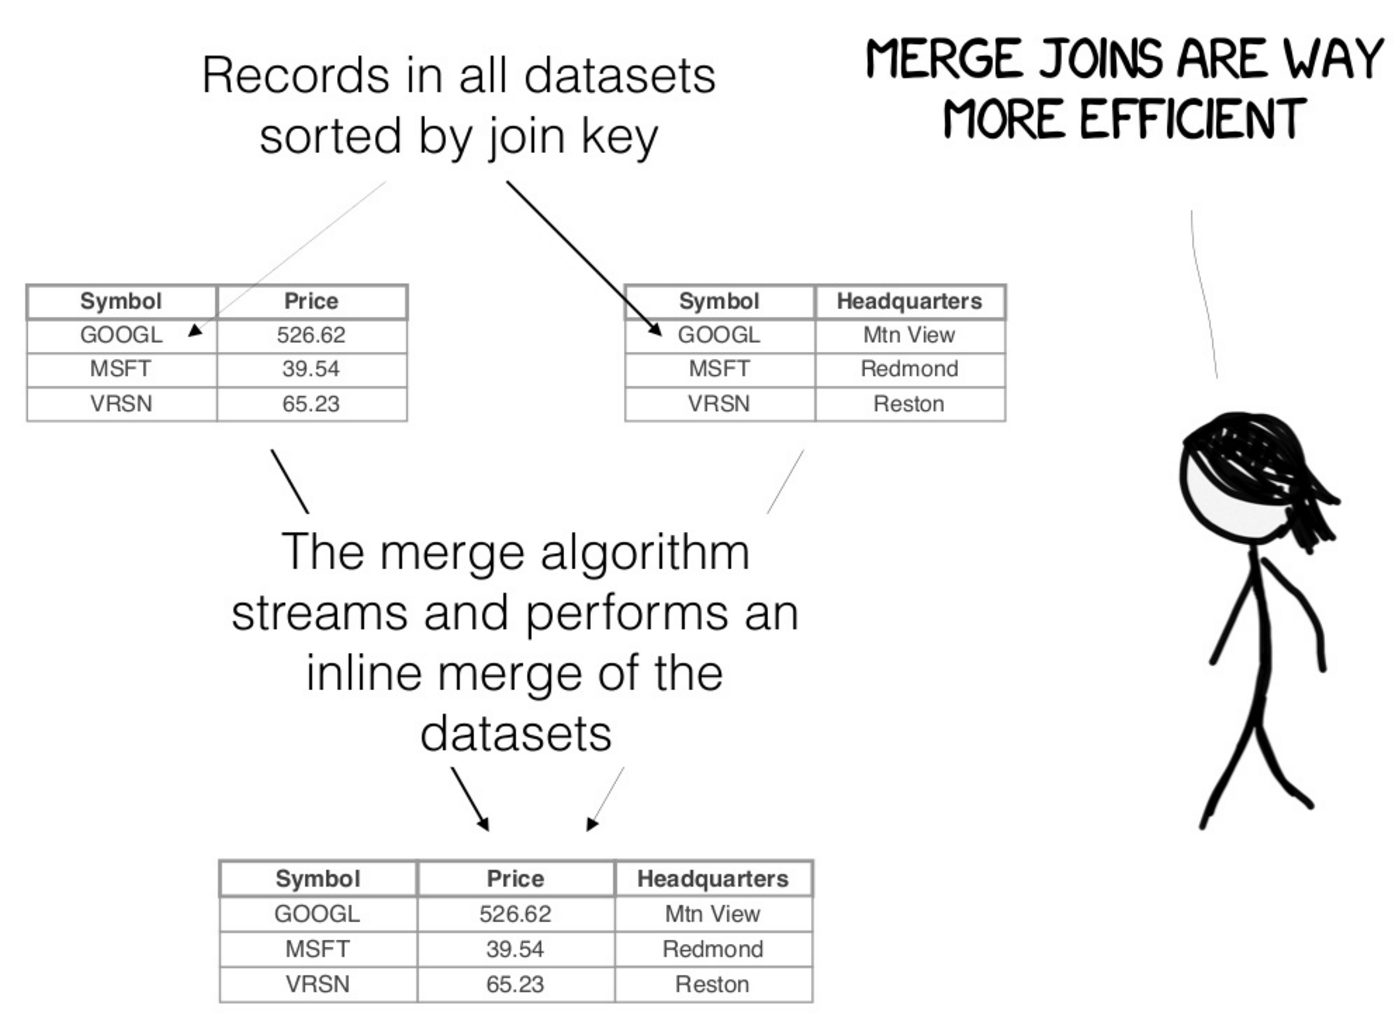 Records in all datasets
sorted by join key
MERGE JOINS ARE WAY
MORE EFFICIENT
Symbol Price
GOOGL 526.62
MSFT 39.54
VRSN 65.23
Symbol Headquarters
GOOGL Mtn View
MSFT Redmond
VRSN Reston
The merge algorithm
streams and performs an
inline merge of the
datasets
Symbol Price Headquarters
GOOGL 526.62 Mtn View
MSFT 39.54 Redmond
VRSN 65.23 Reston